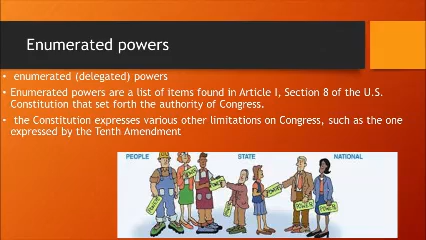 Enumerated powers
• enumerated (delegated) powers
• Enumerated powers are a list of items found in Article I, Section 8 of the U.S.
Constitution that set forth the authority of Congress.
• the Constitution expresses various other limitations on Congress, such as the one
expressed by the Tenth Amendment
PEOPLE STATE NATIONAL
POWER
POWER